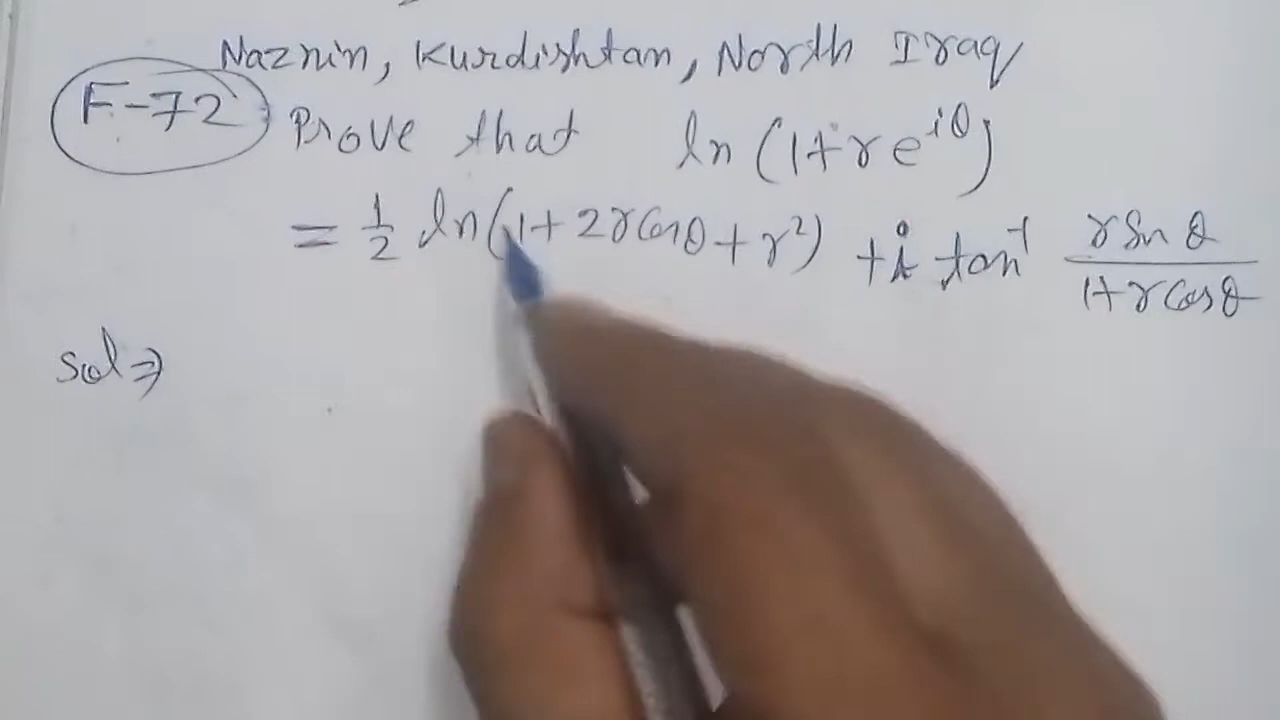 Naznin, Kurdishtan, North Iraq
F-72 Prove that ln(1+re^{iθ})
= 1/2 ln(1+2rCosθ+r²) + i tan⁻¹ rSinθ/1+rCosθ
Sol⇒